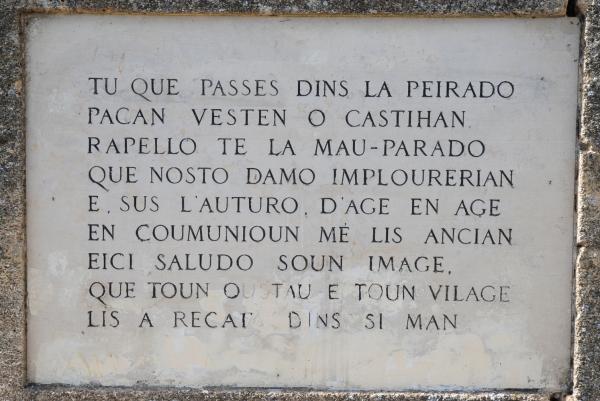 TU QUE PASSES DINS LA PEIRADO
PACAN VESTEN O CASTIHAN
RAPELLO TE LA MAU-PARADO
QUE NOSTO DAMO IMPLOURERIAN
E, SUS L'AUTURO, D'AGE EN AGE
EN COUMUNIOUN MÉ LIS ANCIAN
EICI SALUDO SOUN IMAGE,
QUE TOUN OUSTAU E TOUN VILAGE
LIS A RECATA DINS SI MAN